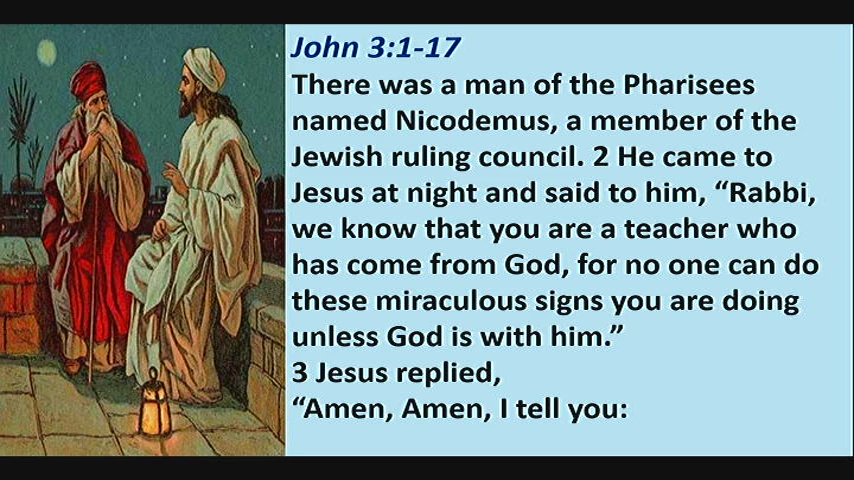 John 3:1-17
There was a man of the Pharisees
named Nicodemus, a member of the
Jewish ruling council. 2 He came to
Jesus at night and said to him, “Rabbi,
we know that you are a teacher who
has come from God, for no one can do
these miraculous signs you are doing
unless God is with him.”
3 Jesus replied,
“Amen, Amen, I tell you: